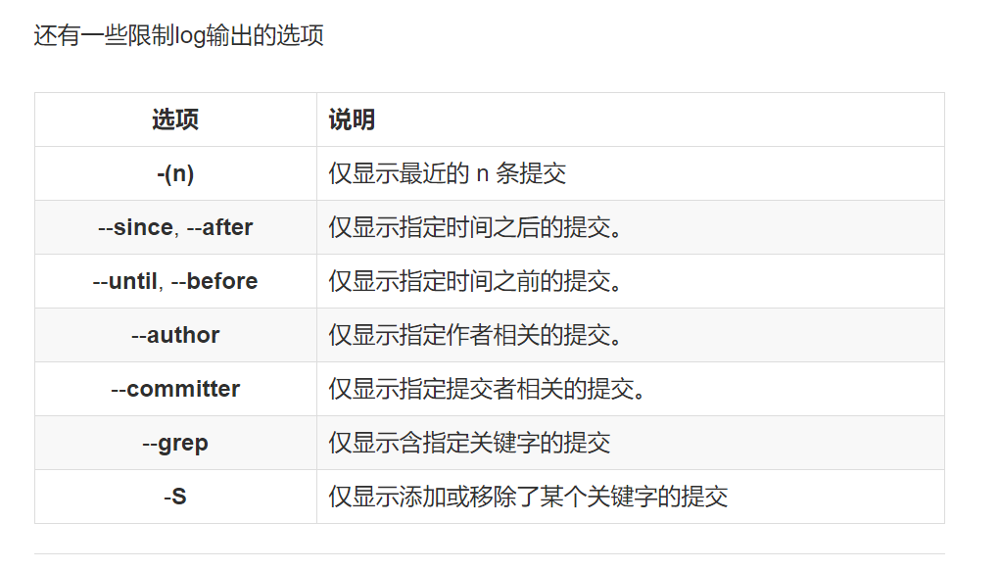 还有一些限制log输出的选项
选项 说明
-(n) 仅显示最近的 n 条提交
--since, --after 仅显示指定时间之后的提交。
--until, --before 仅显示指定时间之前的提交。
--author 仅显示指定作者相关的提交。
--committer 仅显示指定提交者相关的提交。
--grep 仅显示含指定关键字的提交
-S 仅显示添加或移除了某个关键字的提交